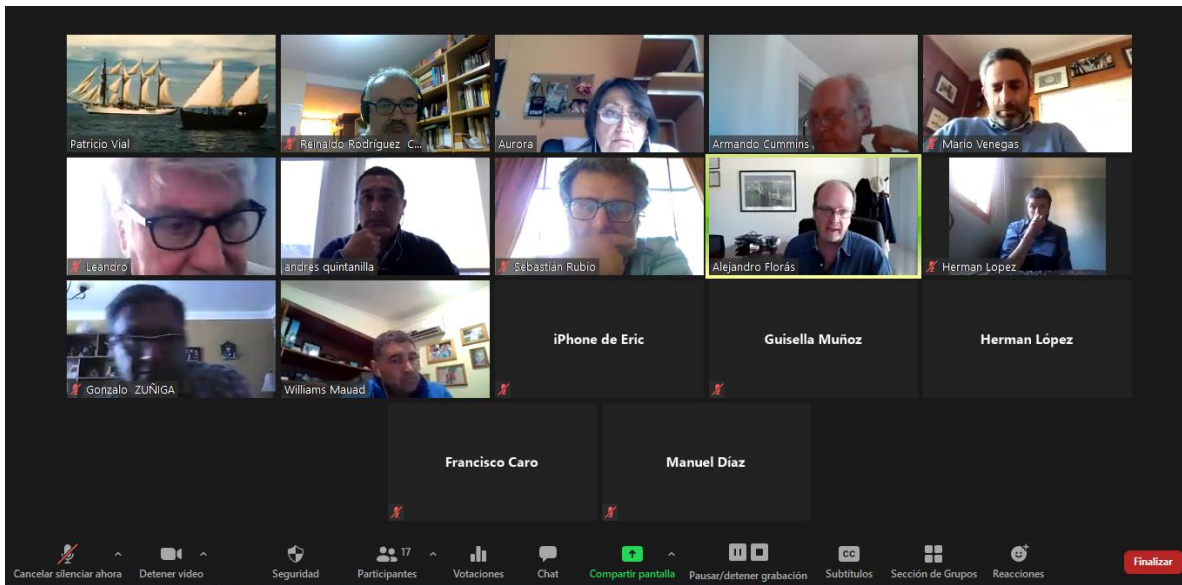 Patricio Vial
Reinaldo Rodríguez C...
Aurora
STAFF
Armando Cummins
Mario Venegas
Leandro
andres quintanilla
Sebastián Rubio
Alejandro Florás
Herman Lopez
Gonzalo ZUÑIGA
Williams Mauad
iPhone de Eric
Guisella Muñoz
Herman López
Francisco Caro
Manuel Díaz
Cancelar silenciar ahora
Detener video
Seguridad
17
Participantes
Votaciones
Chat
Compartir pantalla
Pausar/detener grabación
CC
Subtítulos
Sección de Grupos
Reacciones
Finalizar